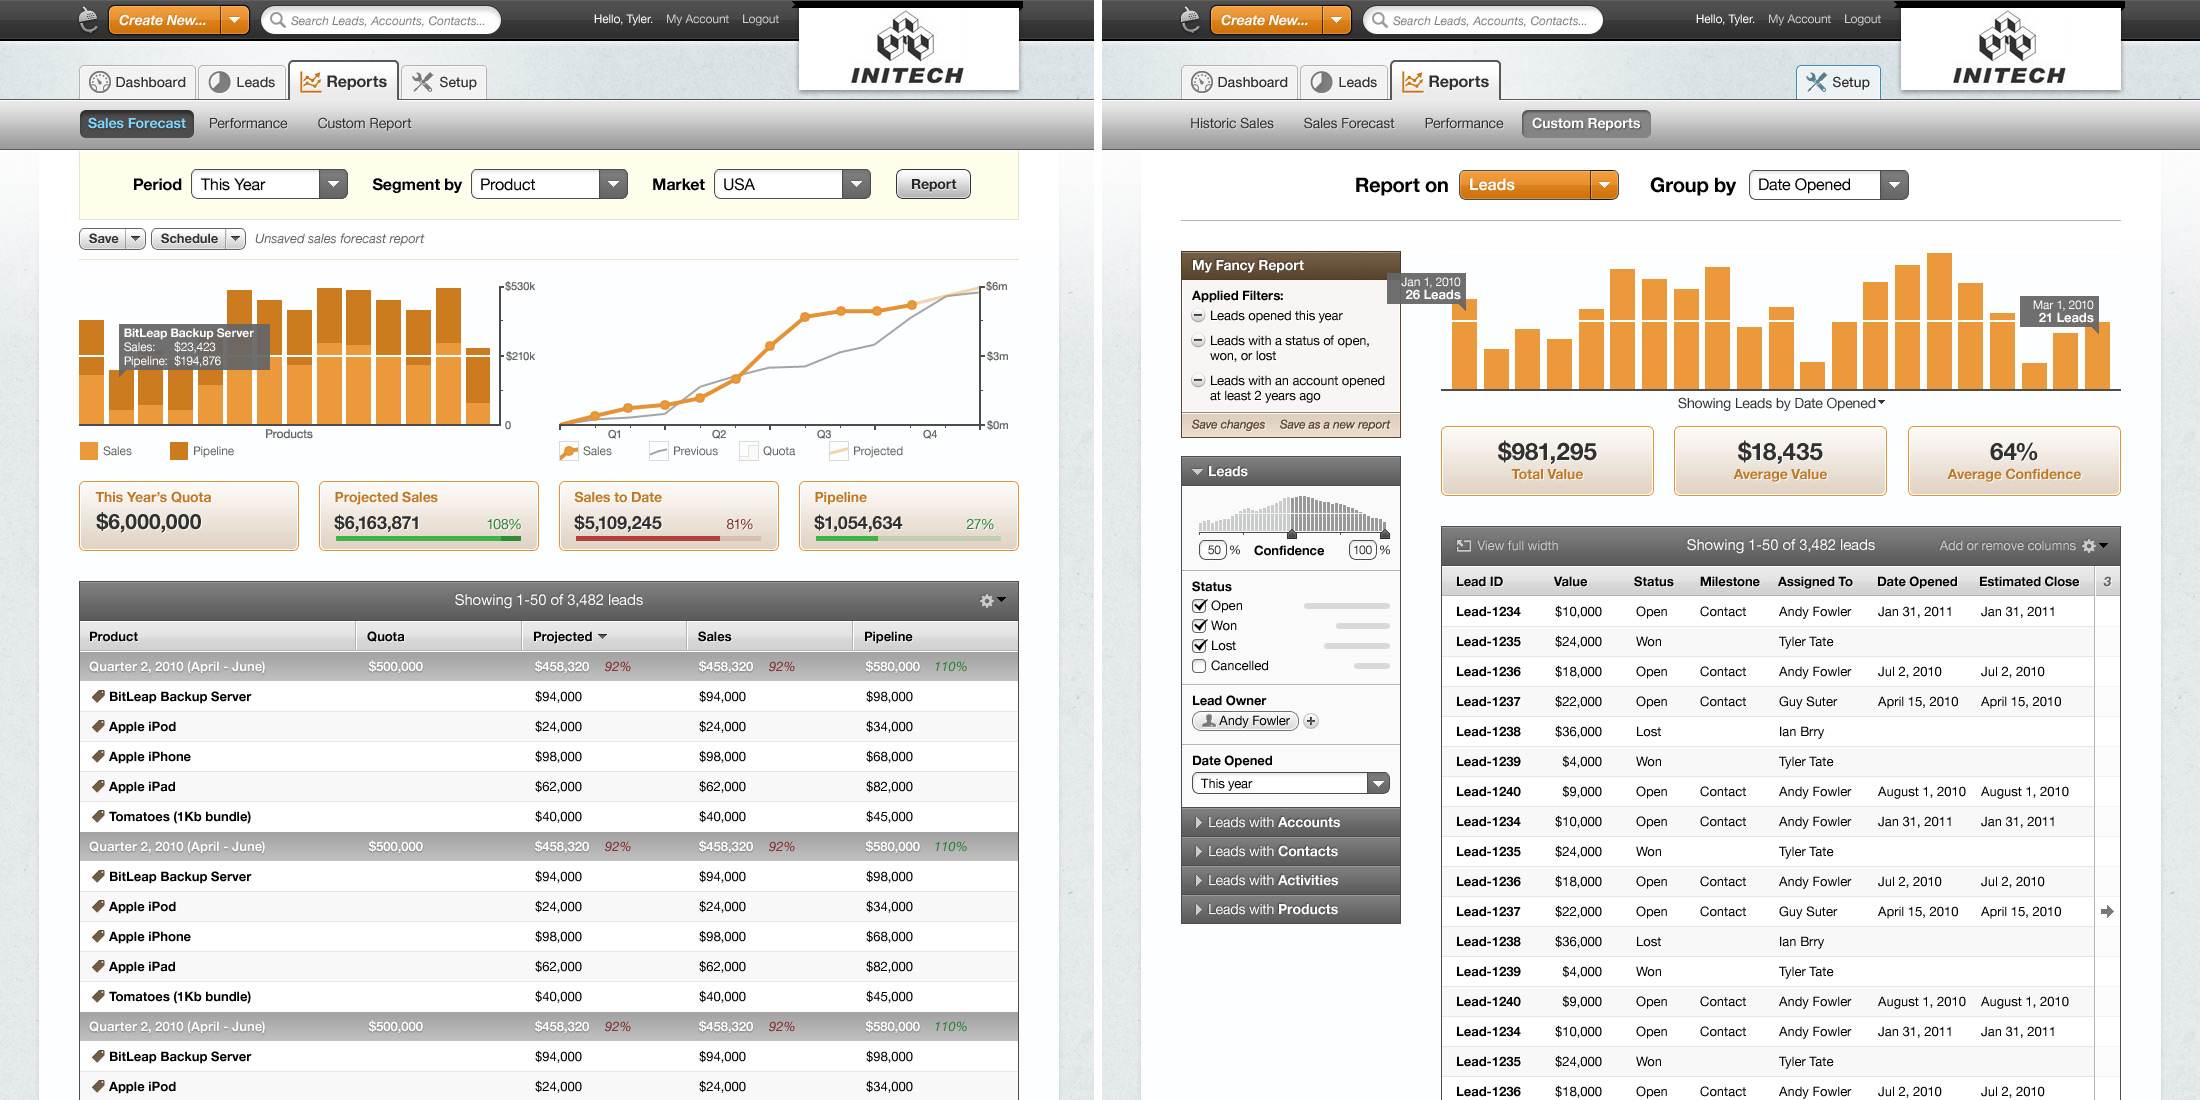 Create New...
Search Leads, Accounts, Contacts...
Hello, Tyler. My Account Logout
INITECH
Dashboard Leads Reports Setup
Sales Forecast Performance Custom Report
Period This Year Segment by Product Market USA Report
Save Schedule Unsaved sales forecast report
BitLeap Backup Server
Sales: $23,423
Pipeline: $194,876
$530k
$210k
0
Products
Sales Pipeline
$6m
$3m
$0m
Q1 Q2 Q3 Q4
Sales Previous Quota Projected
This Year's Quota
$6,000,000
Projected Sales
$6,163,871 108%
Sales to Date
$5,109,245 81%
Pipeline
$1,054,634 27%
Showing 1-50 of 3,482 leads
Product Quota Projected Sales Pipeline
Quarter 2, 2010 (April - June) $500,000 $458,320 92% $458,320 92% $580,000 110%
BitLeap Backup Server $94,000 $94,000 $98,000
Apple iPod $24,000 $24,000 $34,000
Apple iPhone $98,000 $98,000 $68,000
Apple iPad $62,000 $62,000 $82,000
Tomatoes (1Kb bundle) $40,000 $40,000 $45,000
Quarter 2, 2010 (April - June) $500,000 $458,320 92% $458,320 92% $580,000 110%
BitLeap Backup Server $94,000 $94,000 $98,000
Apple iPod $24,000 $24,000 $34,000
Apple iPhone $98,000 $98,000 $68,000
Apple iPad $62,000 $62,000 $82,000
Tomatoes (1Kb bundle) $40,000 $40,000 $45,000
Quarter 2, 2010 (April - June) $500,000 $458,320 92% $458,320 92% $580,000 110%
BitLeap Backup Server $94,000 $94,000 $98,000
Apple iPod $24,000 $24,000 $34,000
Create New...
Search Leads, Accounts, Contacts...
Hello, Tyler. My Account Logout
INITECH
Dashboard Leads Reports Setup
Historic Sales Sales Forecast Performance Custom Reports
Report on Leads Group by Date Opened
My Fancy Report
Applied Filters:
Leads opened this year
Leads with a status of open,
won, or lost
Leads with an account opened
at least 2 years ago
Save changes Save as a new report
Leads
50 % Confidence 100 %
Status
Open
Won
Lost
Cancelled
Lead Owner
Andy Fowler
Date Opened
This year
Leads with Accounts
Leads with Contacts
Leads with Activities
Leads with Products
Jan 1, 2010
26 Leads
Mar 1, 2010
21 Leads
Showing Leads by Date Opened
$981,295
Total Value
$18,435
Average Value
64%
Average Confidence
View full width Showing 1-50 of 3,482 leads Add or remove columns
Lead ID Value Status Milestone Assigned To Date Opened Estimated Close 3
Lead-1234 $10,000 Open Contact Andy Fowler Jan 31, 2011 Jan 31, 2011
Lead-1235 $24,000 Won Tyler Tate
Lead-1236 $18,000 Open Contact Andy Fowler Jul 2, 2010 Jul 2, 2010
Lead-1237 $22,000 Open Contact Guy Suter April 15, 2010 April 15, 2010
Lead-1238 $36,000 Lost Ian Brry
Lead-1239 $4,000 Won Tyler Tate
Lead-1240 $9,000 Open Contact Andy Fowler August 1, 2010 August 1, 2010
Lead-1234 $10,000 Open Contact Andy Fowler Jan 31, 2011 Jan 31, 2011
Lead-1235 $24,000 Won Tyler Tate
Lead-1236 $18,000 Open Contact Andy Fowler Jul 2, 2010 Jul 2, 2010
Lead-1237 $22,000 Open Contact Guy Suter April 15, 2010 April 15, 2010
Lead-1238 $36,000 Lost Ian Brry
Lead-1239 $4,000 Won Tyler Tate
Lead-1240 $9,000 Open Contact Andy Fowler August 1, 2010 August 1, 2010
Lead-1234 $10,000 Open Contact Andy Fowler Jan 31, 2011 Jan 31, 2011
Lead-1235 $24,000 Won Tyler Tate
Lead-1236 $18,000 Open Contact Andy Fowler Jul 2, 2010 Jul 2, 2010